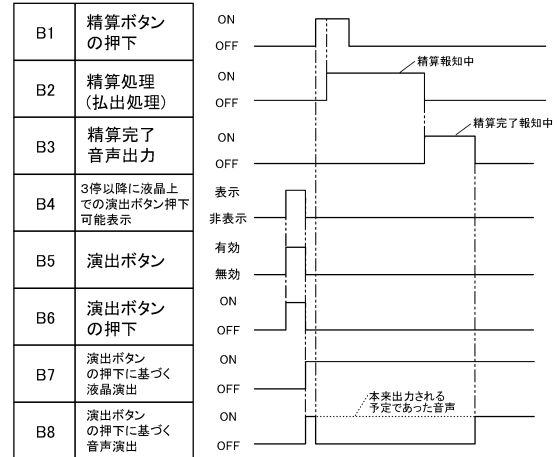 B1
精算ボタン
の押下
ON
OFF
B2
精算処理
(払出処理)
ON
OFF
精算報知中
B3
精算完了
音声出力
ON
OFF
精算完了報知中
B4
3停以降に液晶上
での演出ボタン押下
可能表示
表示
非表示
B5
演出ボタン
有効
無効
B6
演出ボタン
の押下
ON
OFF
B7
演出ボタン
の押下に基づく
液晶演出
ON
OFF
B8
演出ボタン
の押下に基づく
音声演出
ON
OFF
本来出力される
予定であった音声